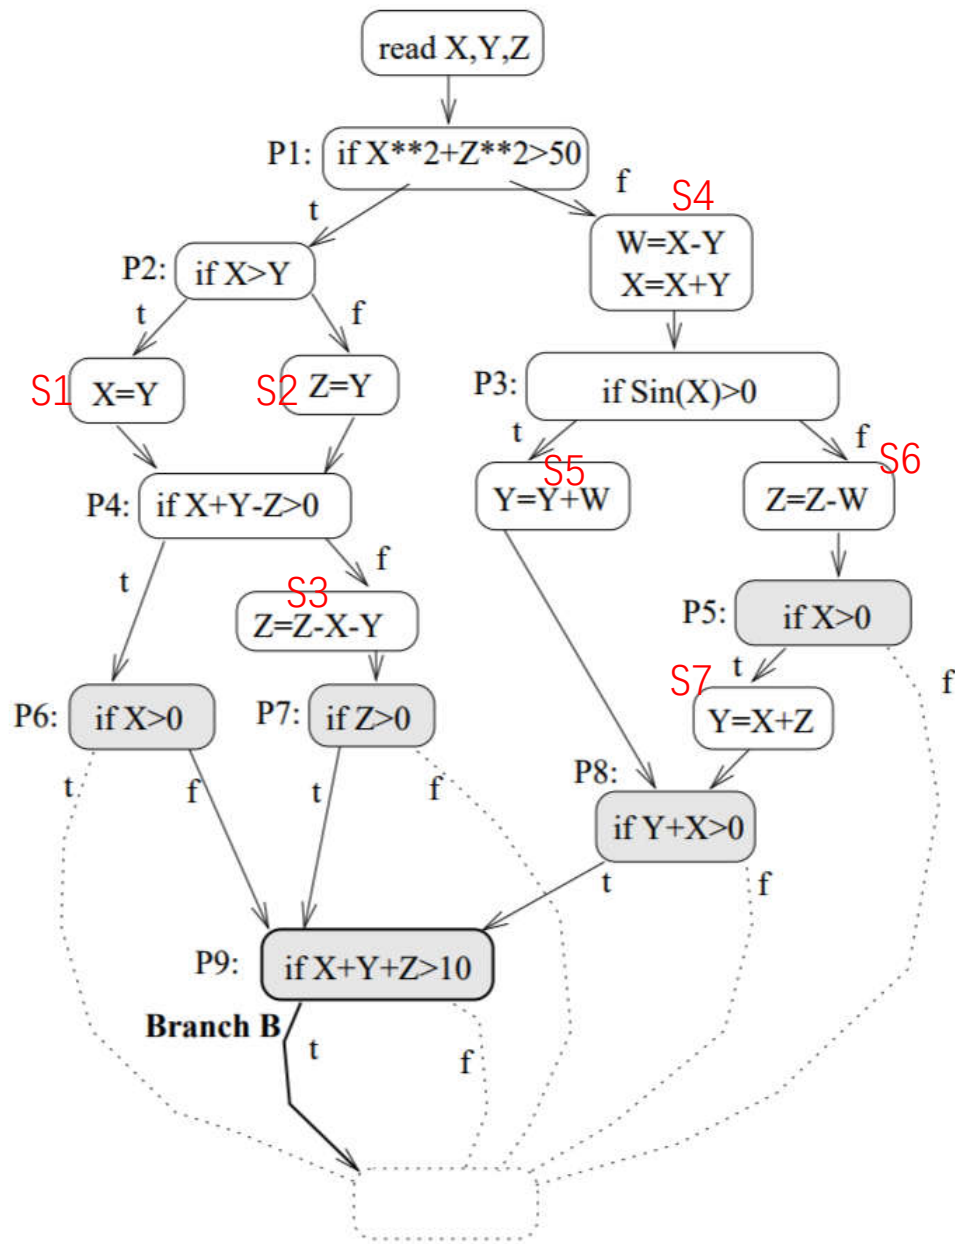 read X,Y,Z
P1: if X**2+Z**2>50
t
f
S4
W=X-Y
X=X+Y
P2: if X>Y
t
f
P3: if Sin(X)>0
S1 X=Y
S2 Z=Y
t
f
S5
S6
Y=Y+W
Z=Z-W
P4: if X+Y-Z>0
t
f
S3
Z=Z-X-Y
P5: if X>0
t
f
S7
Y=X+Z
P6: if X>0
P7: if Z>0
t
f
t
f
P8:
if Y+X>0
t
f
P9: if X+Y+Z>10
Branch B
t
f